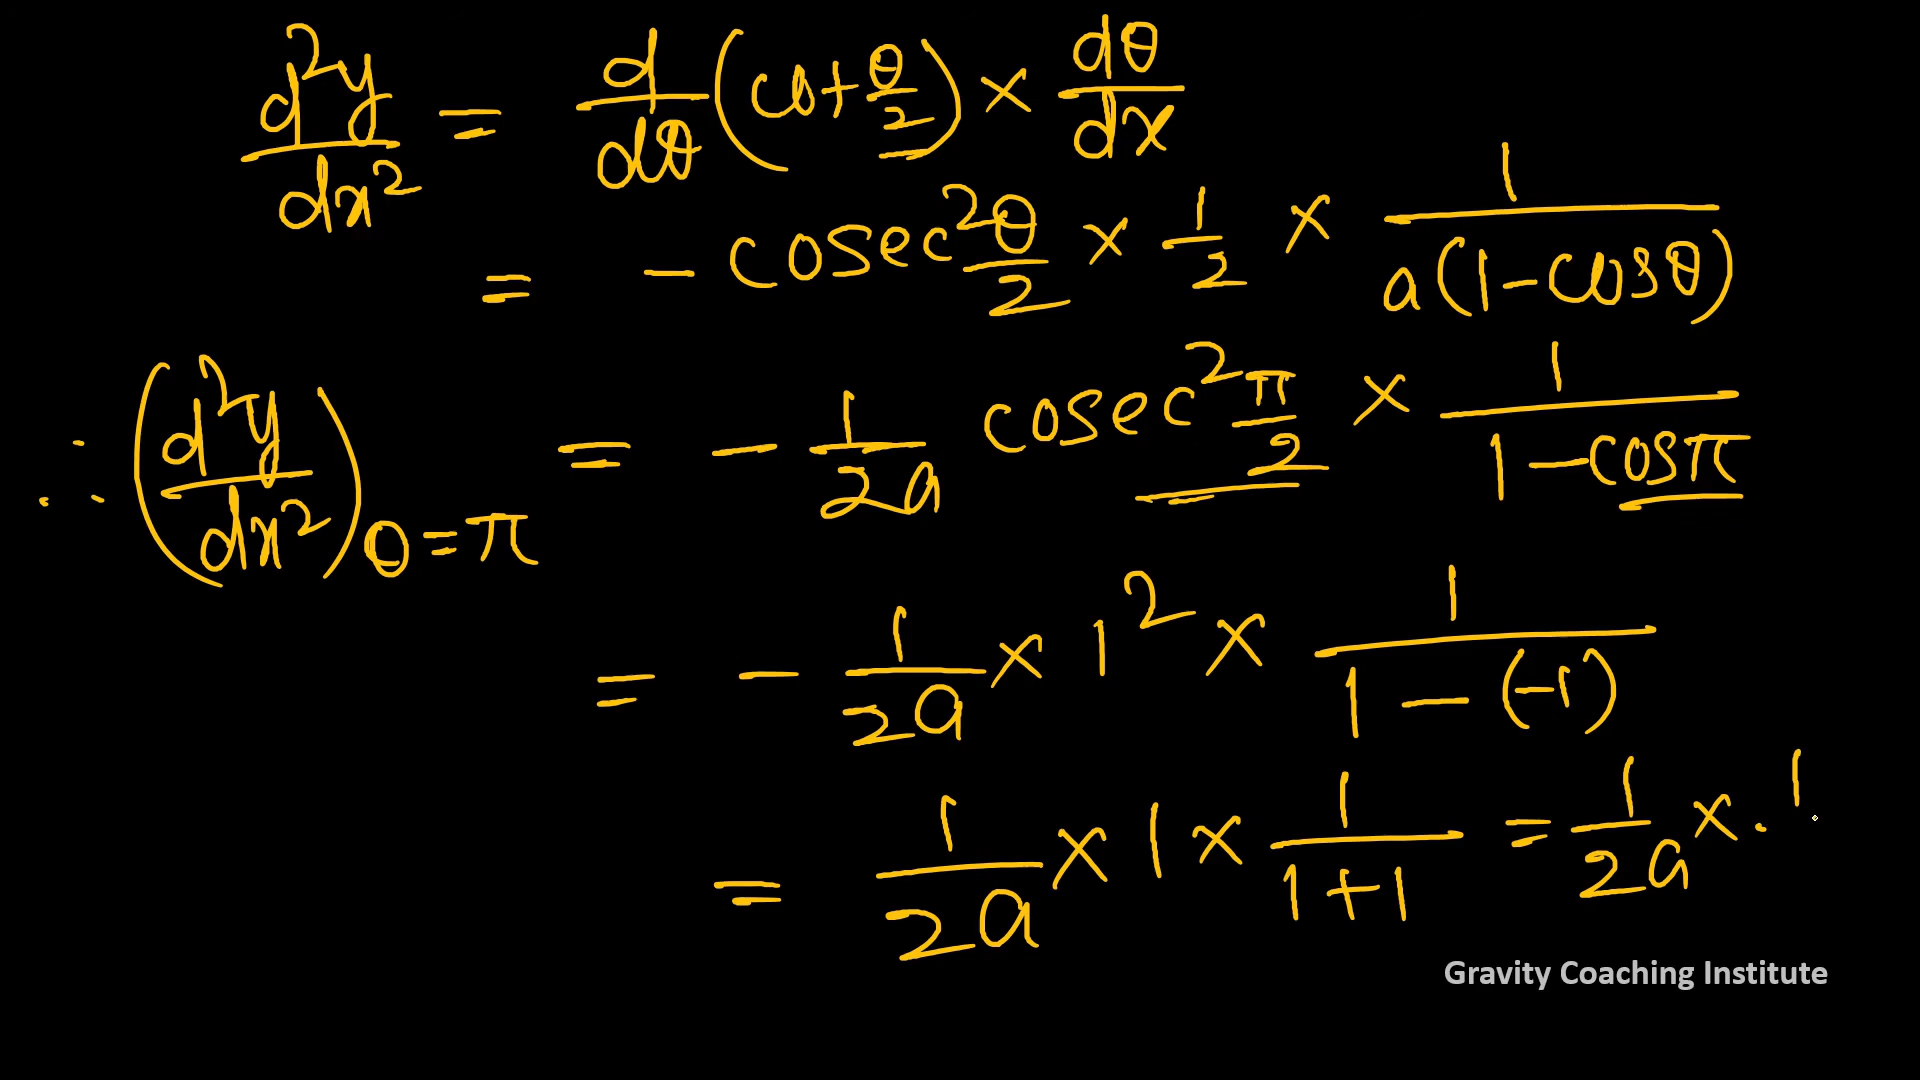 d²y/dx² = d/dθ (cot θ/2) × dθ/dx
= - cosec² θ/2 × 1/2 × 1/a(1-cosθ)
∴ (d²y/dx²)θ=π = - 1/2a cosec² π/2 × 1/1-cosπ
= - 1/2a × 1² × 1/1-(-1)
= 1/2a × 1 × 1/1+1 = 1/2a × . 1
Gravity Coaching Institute